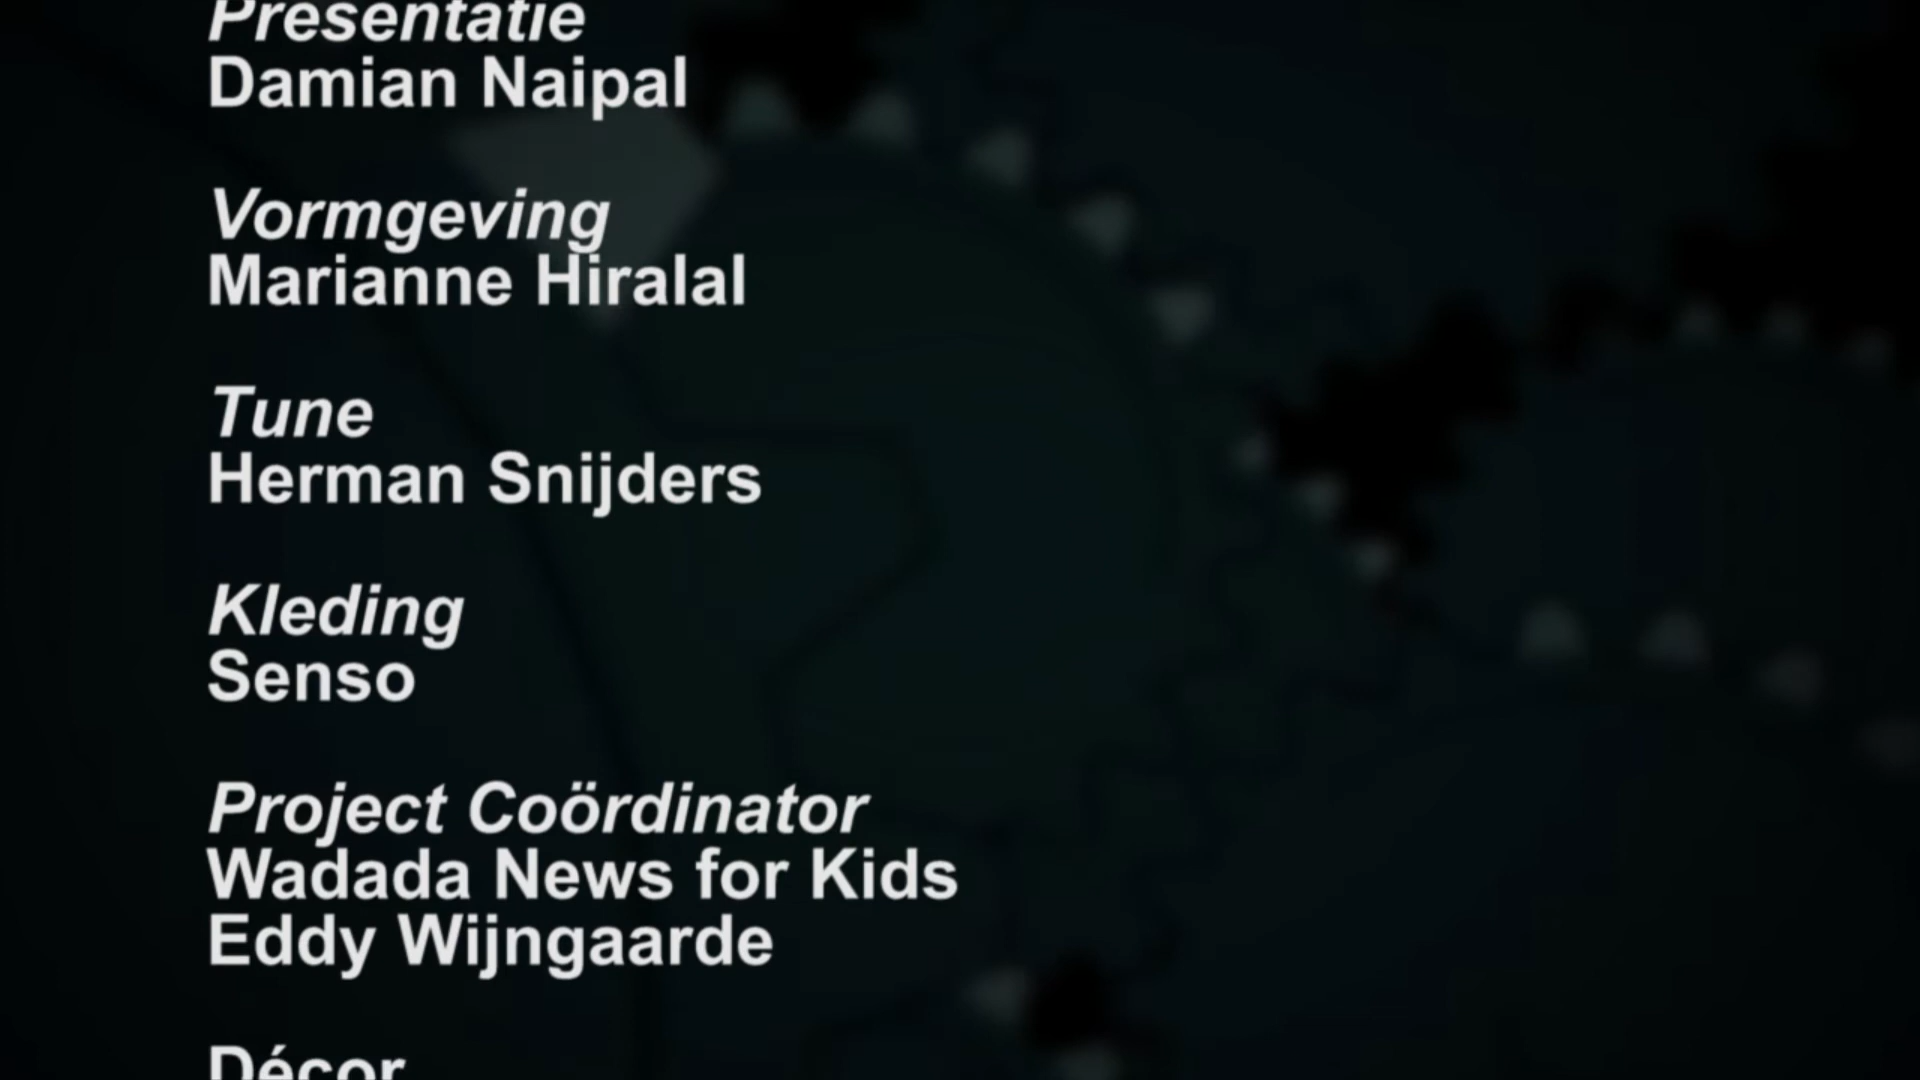 Presentatie
Damian Naipal
Vormgeving
Marianne Hiralal
Tune
Herman Snijders
Kleding
Senso
Project Coördinator
Wadada News for Kids
Eddy Wijngaarde
Décor